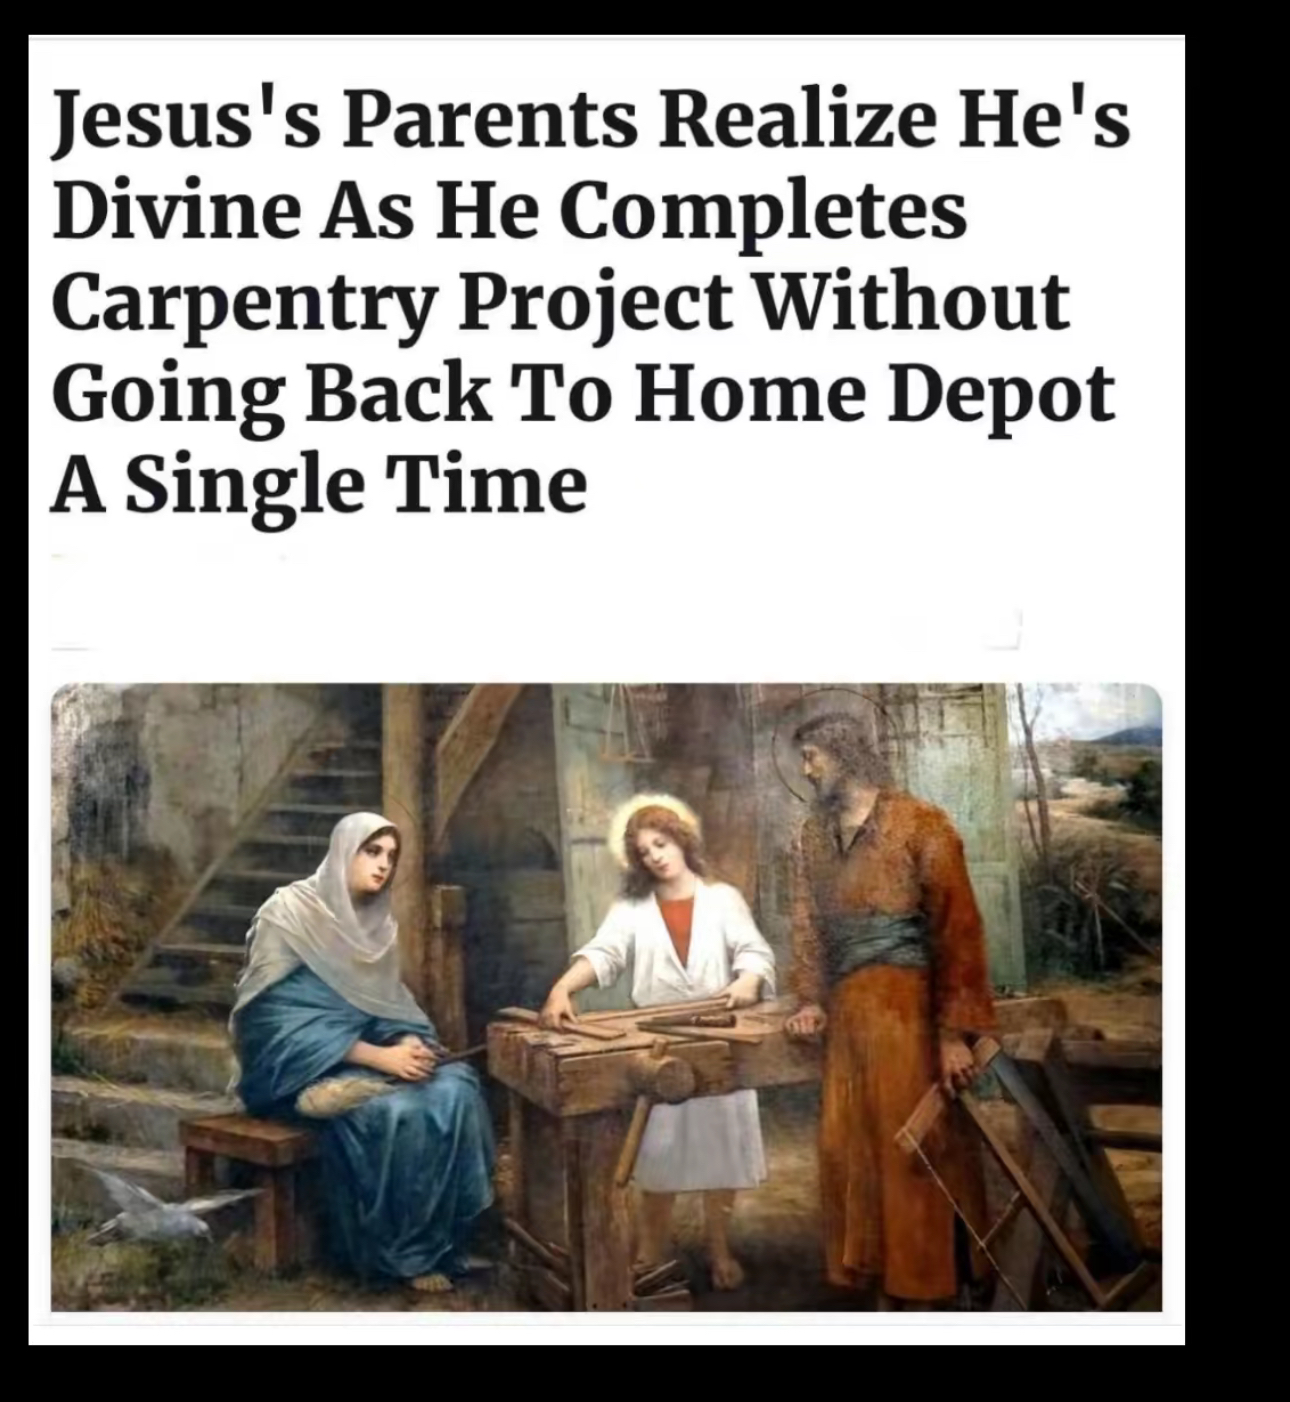 Jesus's Parents Realize He's
Divine As He Completes
Carpentry Project Without
Going Back To Home Depot
A Single Time